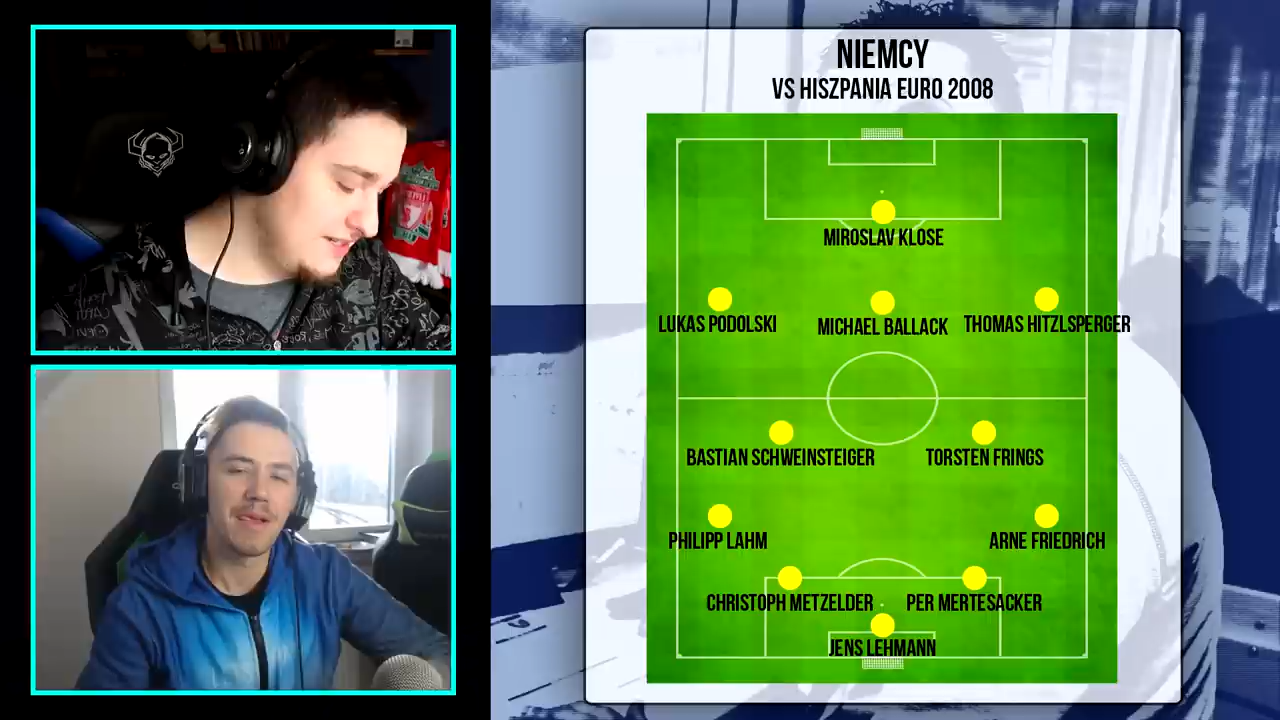 NIEMCY
VS HISZPANIA EURO 2008
MIROSLAV KLOSE
LUKAS PODOLSKI
MICHAEL BALLACK
THOMAS HITZLSPERGER
BASTIAN SCHWEINSTEIGER
TORSTEN FRINGS
PHILIPP LAHM
ARNE FRIEDRICH
CHRISTOPH METZELDER
PER MERTESACKER
JENS LEHMANN